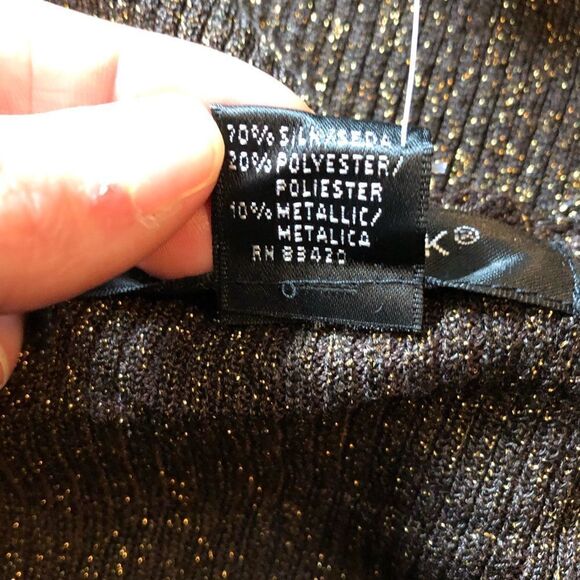 70% SILK/SEDA
20% POLYESTER/
POLIESTER
10% METALLIC/
METALICA
RN 83420
K®